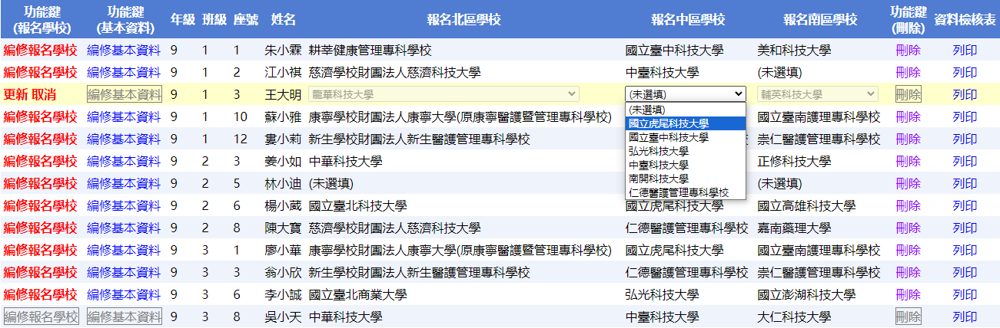 功能鍵 (報名學校) 功能鍵 (基本資料) 年級 班級 座號 姓名 報名北區學校 報名中區學校 報名南區學校 功能鍵 (刪除) 資料檢核表
編修報名學校 編修基本資料 9 1 1 朱小霖 耕莘健康管理專科學校 國立臺中科技大學 美和科技大學 刪除 列印
編修報名學校 編修基本資料 9 1 2 江小祺 慈濟學校財團法人慈濟科技大學 中臺科技大學 (未選填) 刪除 列印
更新 取消 編修基本資料 9 1 3 王大明 龍華科技大學 (未選填) 輔英科技大學 刪除 列印
(未選填)
國立虎尾科技大學
國立臺中科技大學
弘光科技大學
中臺科技大學
南開科技大學
仁德醫護管理專科學校
編修報名學校 編修基本資料 9 1 10 蘇小雅 康寧學校財團法人康寧大學(原康寧醫護暨管理專科學校) 國立臺南護理專科學校 刪除 列印
編修報名學校 編修基本資料 9 1 12 婁小莉 新生學校財團法人新生醫護管理專科學校 崇仁醫護管理專科學校 刪除 列印
編修報名學校 編修基本資料 9 2 3 姜小如 中華科技大學 正修科技大學 刪除 列印
編修報名學校 編修基本資料 9 2 5 林小迪 (未選填) (未選填) 刪除 列印
編修報名學校 編修基本資料 9 2 6 楊小葳 國立臺北科技大學 國立虎尾科技大學 國立高雄科技大學 刪除 列印
編修報名學校 編修基本資料 9 2 8 陳大寶 慈濟學校財團法人慈濟科技大學 仁德醫護管理專科學校 嘉南藥理大學 刪除 列印
編修報名學校 編修基本資料 9 3 1 廖小華 康寧學校財團法人康寧大學(原康寧醫護暨管理專科學校) 國立虎尾科技大學 國立臺南護理專科學校 刪除 列印
編修報名學校 編修基本資料 9 3 3 翁小欣 新生學校財團法人新生醫護管理專科學校 仁德醫護管理專科學校 崇仁醫護管理專科學校 刪除 列印
編修報名學校 編修基本資料 9 3 6 李小誠 國立臺北商業大學 弘光科技大學 國立澎湖科技大學 刪除 列印
編修報名學校 編修基本資料 9 3 8 吳小天 中華科技大學 中臺科技大學 大仁科技大學 刪除 列印